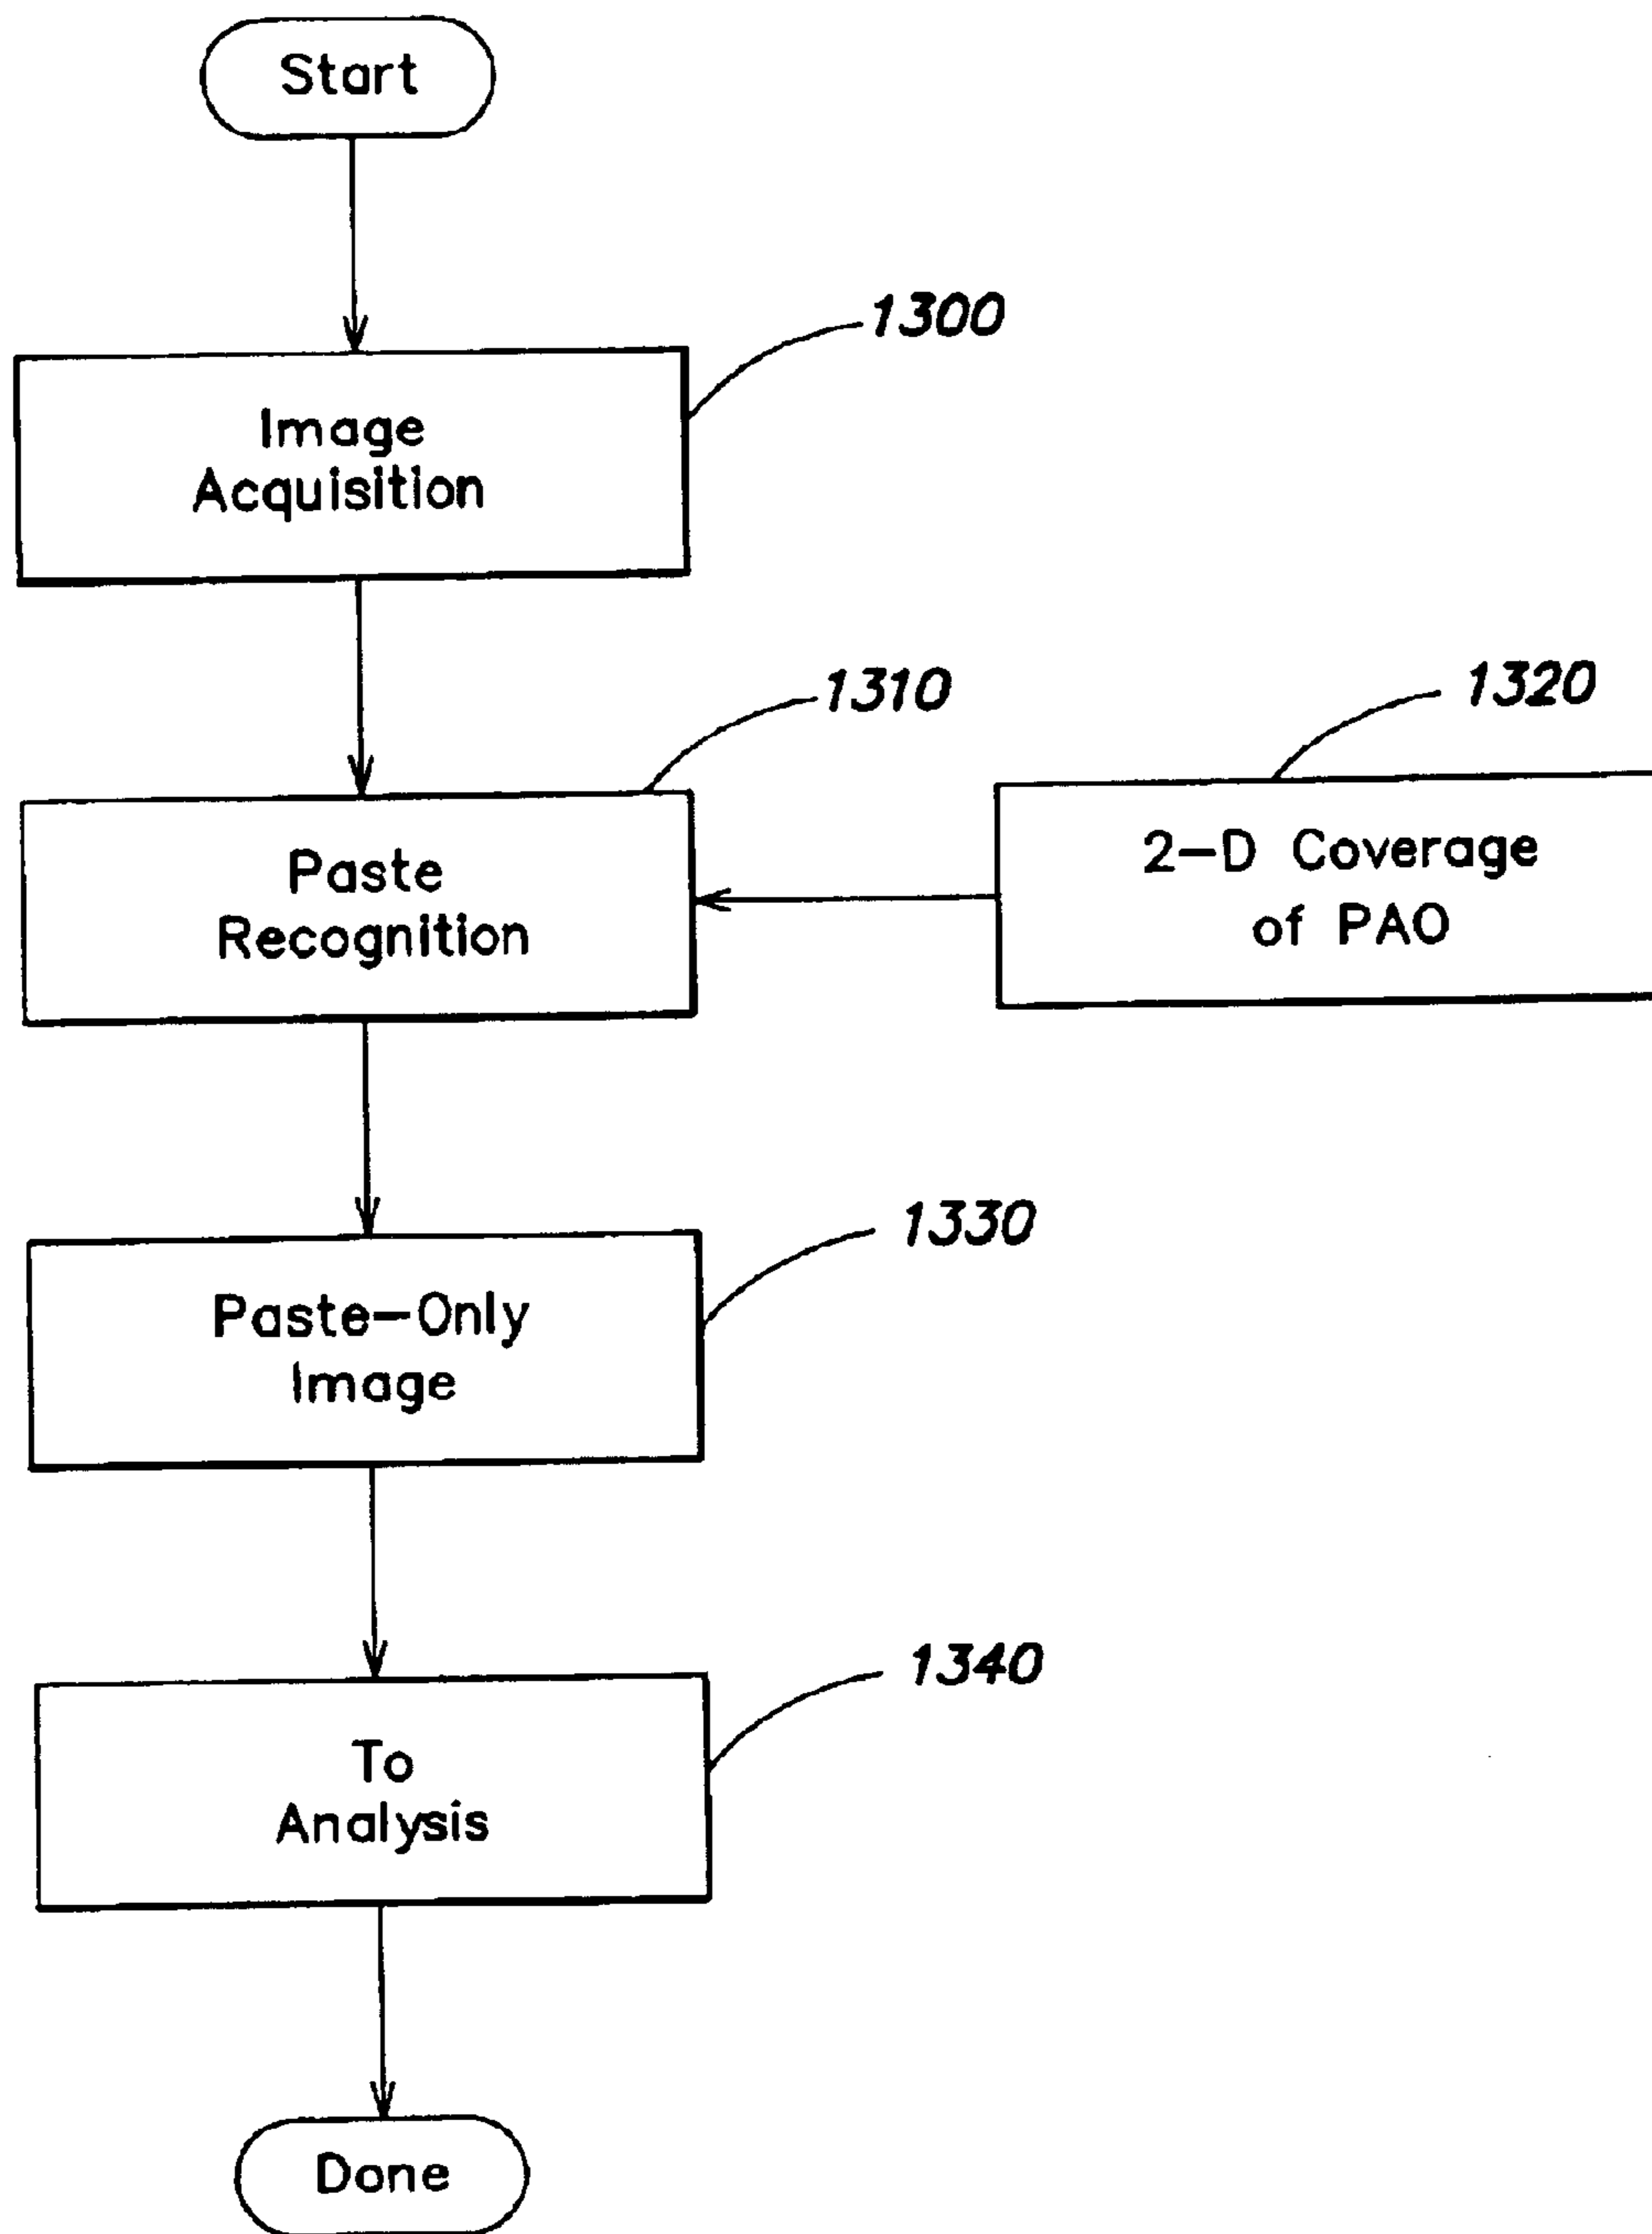 Start
1300
Image
Acquisition
1310
1320
Paste
Recognition
2-D Coverage
of PAO
1330
Paste-Only
Image
1340
To
Analysis
Done